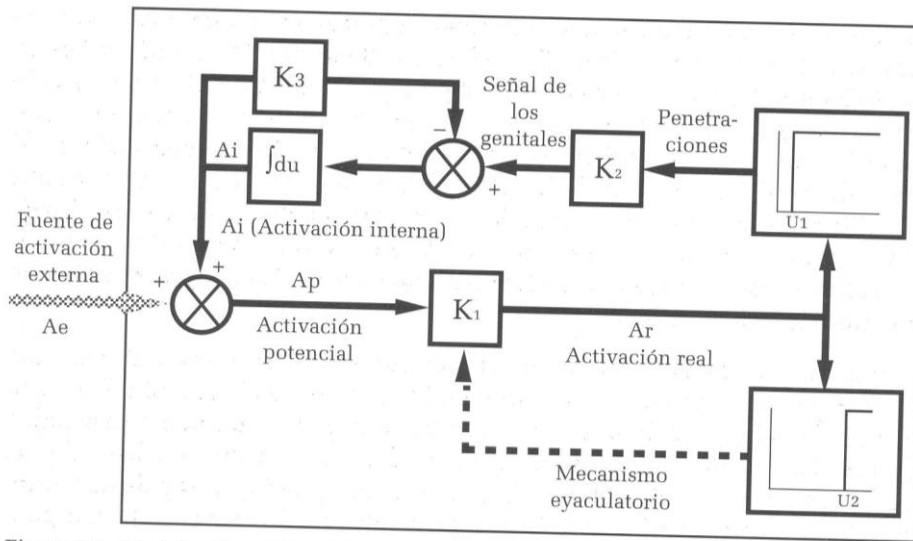 K3
Señal de
los
genitales
Penetra-
ciones
Ai
∫du
−
+
K2
U1
Ai (Activación interna)
Fuente de
activación
externa
+
+
Ae
Ap
Activación
potencial
K1
Ar
Activación real
Mecanismo
eyaculatorio
U2